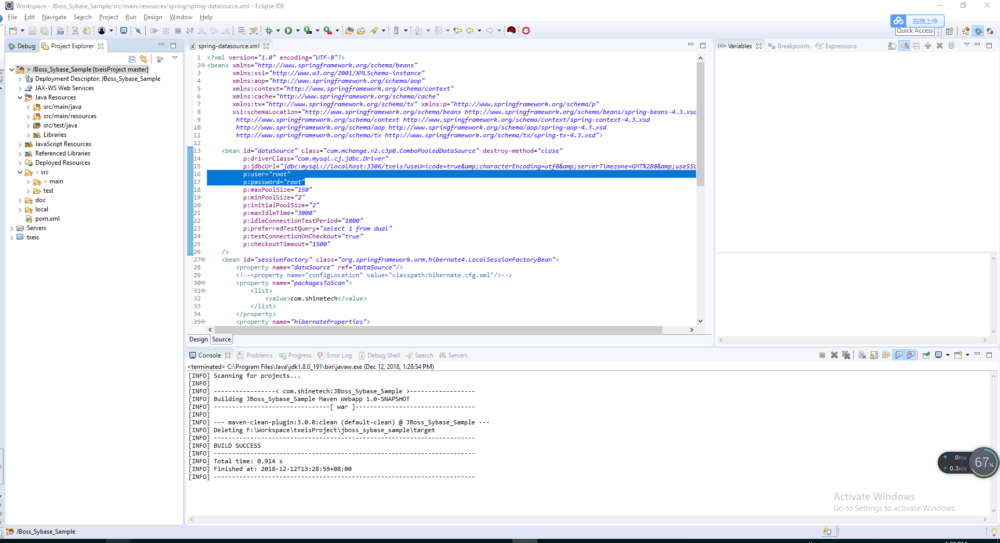 Workspace - JBoss_Sybase_Sample/src/main/resources/spring/spring-datasource.xml - Eclipse IDE
File Edit Navigate Search Project Run Design Window Help
拖拽上传
Quick Access
Debug Project Explorer
> JBoss_Sybase_Sample [txeisProject master]
Deployment Descriptor: JBoss_Sybase_Sample
JAX-WS Web Services
Java Resources
src/main/java
src/main/resources
src/test/java
Libraries
JavaScript Resources
Referenced Libraries
Deployed Resources
> src
> main
test
doc
local
pom.xml
Servers
txeis
spring-datasource.xml
1 <?xml version="1.0" encoding="UTF-8"?>
2 <beans xmlns="http://www.springframework.org/schema/beans"
3 xmlns:xsi="http://www.w3.org/2001/XMLSchema-instance"
4 xmlns:aop="http://www.springframework.org/schema/aop"
5 xmlns:context="http://www.springframework.org/schema/context"
6 xmlns:cache="http://www.springframework.org/schema/cache"
7 xmlns:tx="http://www.springframework.org/schema/tx" xmlns:p="http://www.springframework.org/schema/p"
8 xsi:schemaLocation="http://www.springframework.org/schema/beans http://www.springframework.org/schema/beans/spring-beans-4.3.xsd
9 http://www.springframework.org/schema/context http://www.springframework.org/schema/context/spring-context-4.3.xsd
10 http://www.springframework.org/schema/aop http://www.springframework.org/schema/aop/spring-aop-4.3.xsd
11 http://www.springframework.org/schema/tx http://www.springframework.org/schema/tx/spring-tx-4.3.xsd">
12
13 <bean id="dataSource" class="com.mchange.v2.c3p0.ComboPooledDataSource" destroy-method="close"
14 p:driverClass="com.mysql.cj.jdbc.Driver"
15 p:jdbcUrl="jdbc:mysql://localhost:3306/txeis?useUnicode=true&amp;characterEncoding=utf8&amp;serverTimezone=GMT%2B8&amp;useSSL
16 p:user="root"
17 p:password="root"
18 p:maxPoolSize="150"
19 p:minPoolSize="2"
20 p:initialPoolSize="2"
21 p:maxIdleTime="3000"
22 p:idleConnectionTestPeriod="1000"
23 p:preferredTestQuery="select 1 from dual"
24 p:testConnectionOnCheckout="true"
25 p:checkoutTimeout="1500"
26 />
27 <bean id="sessionFactory" class="org.springframework.orm.hibernate4.LocalSessionFactoryBean">
28 <property name="dataSource" ref="dataSource"/>
29 <!--<property name="configLocation" value="classpath:hibernate.cfg.xml"/>-->
30 <property name="packagesToScan">
31 <list>
32 <value>com.shinetech</value>
33 </list>
34 </property>
35 <property name="hibernateProperties">
Design Source
(x)= Variables Breakpoints Expressions
Console Problems Progress Error Log Debug Shell Search Servers
<terminated> C:\Program Files\Java\jdk1.8.0_191\bin\javaw.exe (Dec 12, 2018, 1:28:54 PM)
[INFO] Scanning for projects...
[INFO]
[INFO] -----------------< com.shinetech:JBoss_Sybase_Sample >------------------
[INFO] Building JBoss_Sybase_Sample Maven Webapp 1.0-SNAPSHOT
[INFO] --------------------------------[ war ]---------------------------------
[INFO]
[INFO] --- maven-clean-plugin:3.0.0:clean (default-clean) @ JBoss_Sybase_Sample ---
[INFO] Deleting F:\Workspace\txeisProject\jboss_sybase_sample\target
[INFO] ------------------------------------------------------------------------
[INFO] BUILD SUCCESS
[INFO] ------------------------------------------------------------------------
[INFO] Total time: 0.914 s
[INFO] Finished at: 2018-12-12T13:28:59+08:00
[INFO] ------------------------------------------------------------------------
0K/s
0.3K/s
67%
Activate Windows
Go to Settings to activate Windows.
JBoss_Sybase_Sample